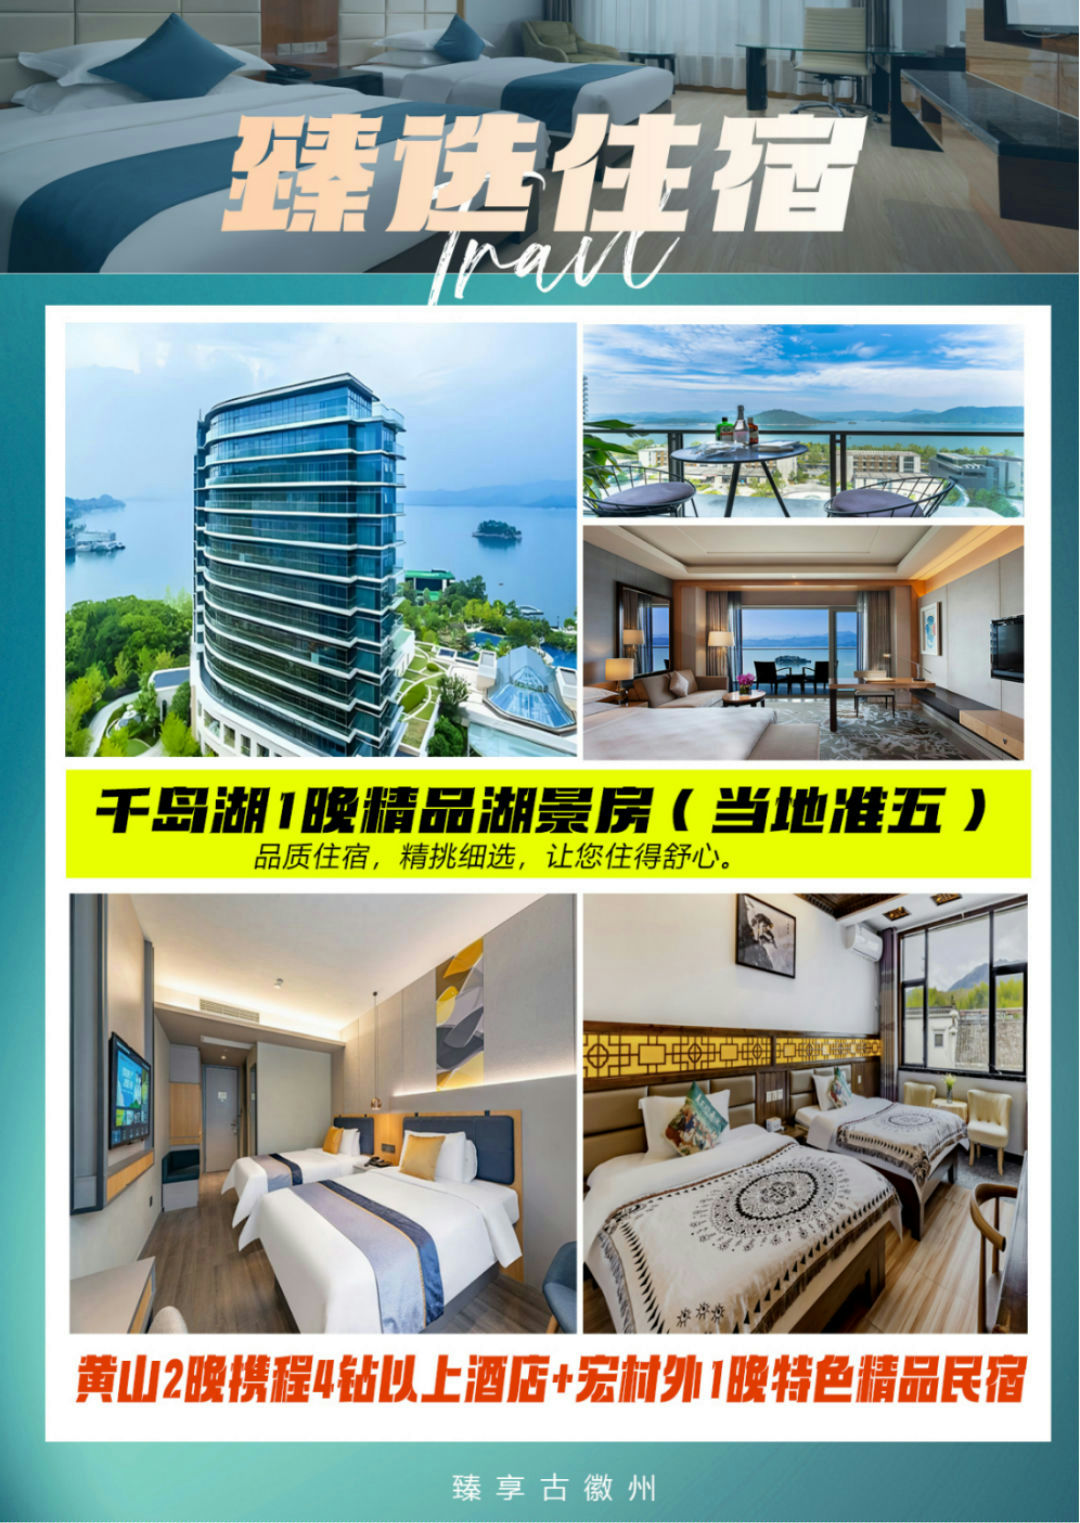 臻选住宿
Trail
千岛湖1晚精品湖景房（当地准五）
品质住宿，精挑细选，让您住得舒心。
黄山2晚携程4钻以上酒店+宏村外1晚特色精品民宿
臻享古徽州